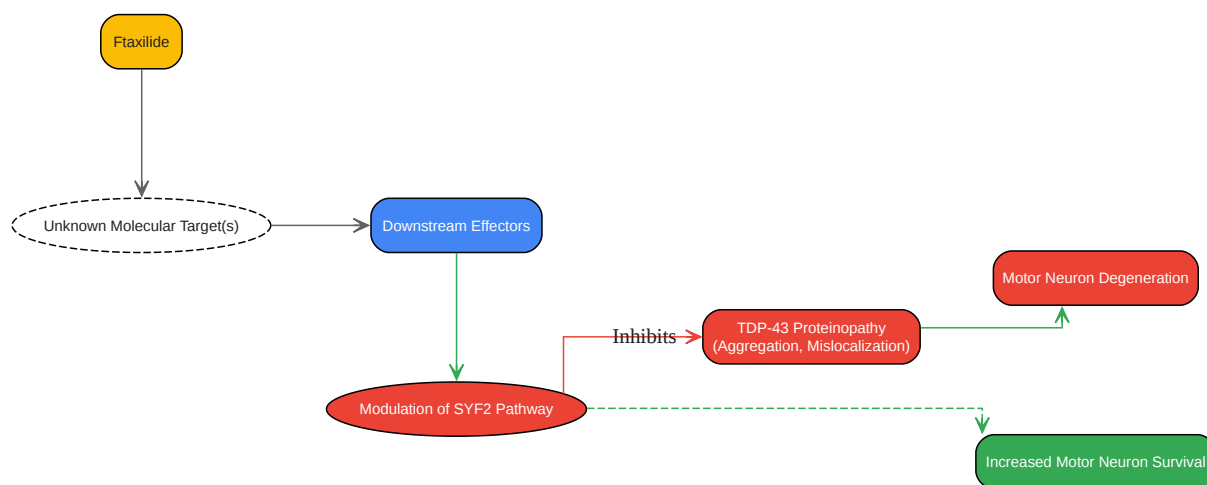 Ftaxilide
Unknown Molecular Target(s)
Downstream Effectors
Motor Neuron Degeneration
Inhibits
TDP-43 Proteinopathy
(Aggregation, Mislocalization)
Modulation of SYF2 Pathway
Increased Motor Neuron Survival